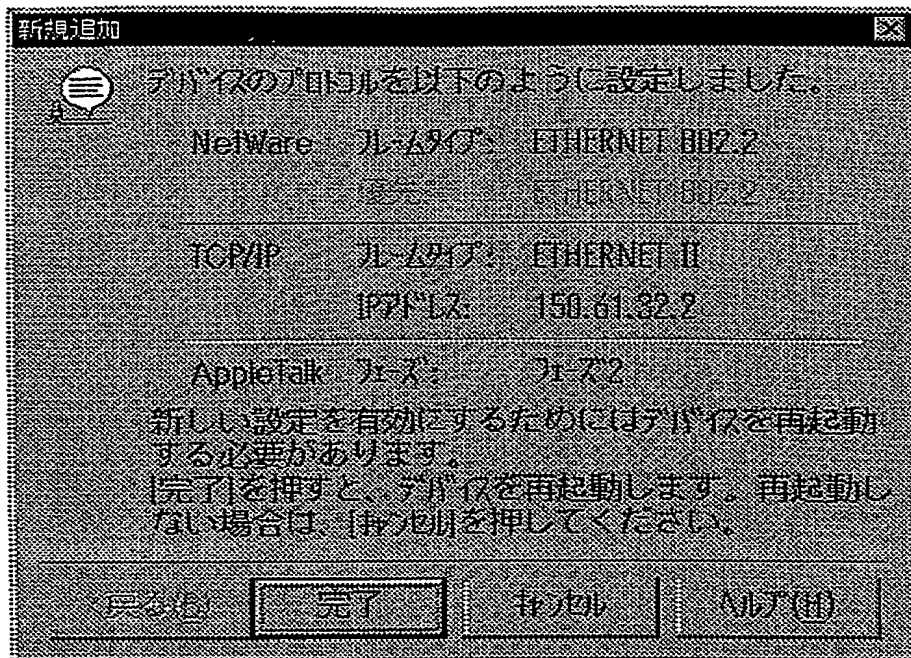 新規追加
デバイスのプロトコルを以下のように設定しました。
NetWare フレームタイプ: ETHERNET 802.2
優先: ETHERNET 802.2
TCP/IP フレームタイプ: ETHERNET II
IPアドレス: 150.61.32.2
AppleTalk フェーズ: フェーズ2
新しい設定を有効にするためにはデバイスを再起動
する必要があります。
[完了]を押すと、デバイスを再起動します。再起動し
ない場合は、[キャンセル]を押してください。
戻る(B) 完了 キャンセル ヘルプ(H)